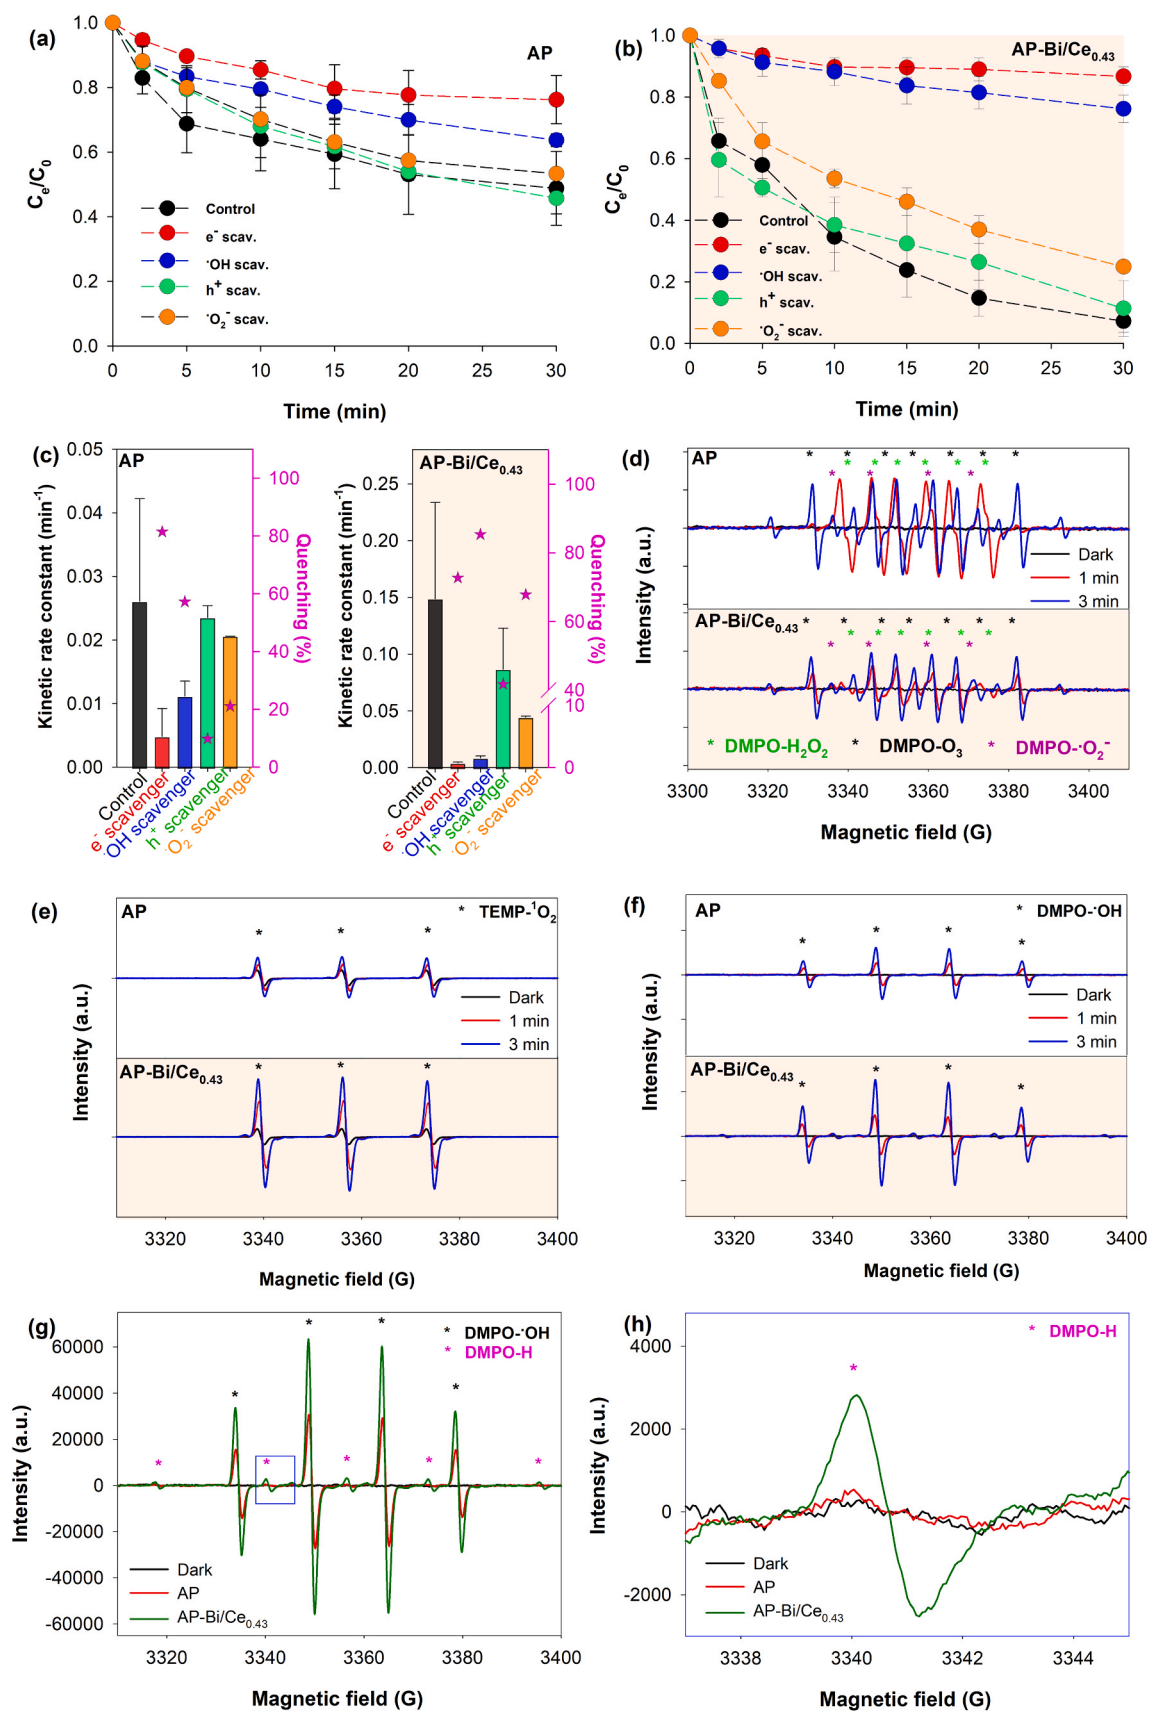 (a)
AP
1.0
0.8
0.6
0.4
0.2
0.0
Ce/C0
Control
e- scav.
·OH scav.
h+ scav.
·O2- scav.
0 5 10 15 20 25 30
Time (min)
(b)
AP-Bi/Ce0.43
1.0
0.8
0.6
0.4
0.2
0.0
Ce/C0
Control
e- scav.
·OH scav.
h+ scav.
·O2- scav.
0 5 10 15 20 25 30
Time (min)
(c)
AP
0.05
0.04
0.03
0.02
0.01
0.00
Kinetic rate constant (min-1)
100
80
60
40
20
0
Quenching (%)
Control
e- scavenger
·OH scavenger
h+ scavenger
·O2- scavenger
AP-Bi/Ce0.43
0.25
0.20
0.15
0.10
0.05
0.00
Kinetic rate constant (min-1)
100
80
60
40
10
0
Quenching (%)
Control
e- scavenger
·OH scavenger
h+ scavenger
·O2- scavenger
(d)
AP
* * * * * * *
* * * * * * *
* * * *
Dark
1 min
3 min
AP-Bi/Ce0.43
* * * * * * *
* * * * * *
* * * *
* DMPO-H2O2 * DMPO-O3 * DMPO-·O2-
Intensity (a.u.)
3300 3320 3340 3360 3380 3400
Magnetic field (G)
(e)
AP
* TEMP-1O2
* * *
Dark
1 min
3 min
AP-Bi/Ce0.43
* * *
Intensity (a.u.)
3320 3340 3360 3380 3400
Magnetic field (G)
(f)
AP
* DMPO-·OH
* * * *
Dark
1 min
3 min
AP-Bi/Ce0.43
* * * *
Intensity (a.u.)
3320 3340 3360 3380 3400
Magnetic field (G)
(g)
* DMPO-·OH
* DMPO-H
* * * *
* * * * *
60000
40000
20000
0
-20000
-40000
-60000
Intensity (a.u.)
Dark
AP
AP-Bi/Ce0.43
3320 3340 3360 3380 3400
Magnetic field (G)
(h)
* DMPO-H
*
4000
2000
0
-2000
Intensity (a.u.)
Dark
AP
AP-Bi/Ce0.43
3338 3340 3342 3344
Magnetic field (G)